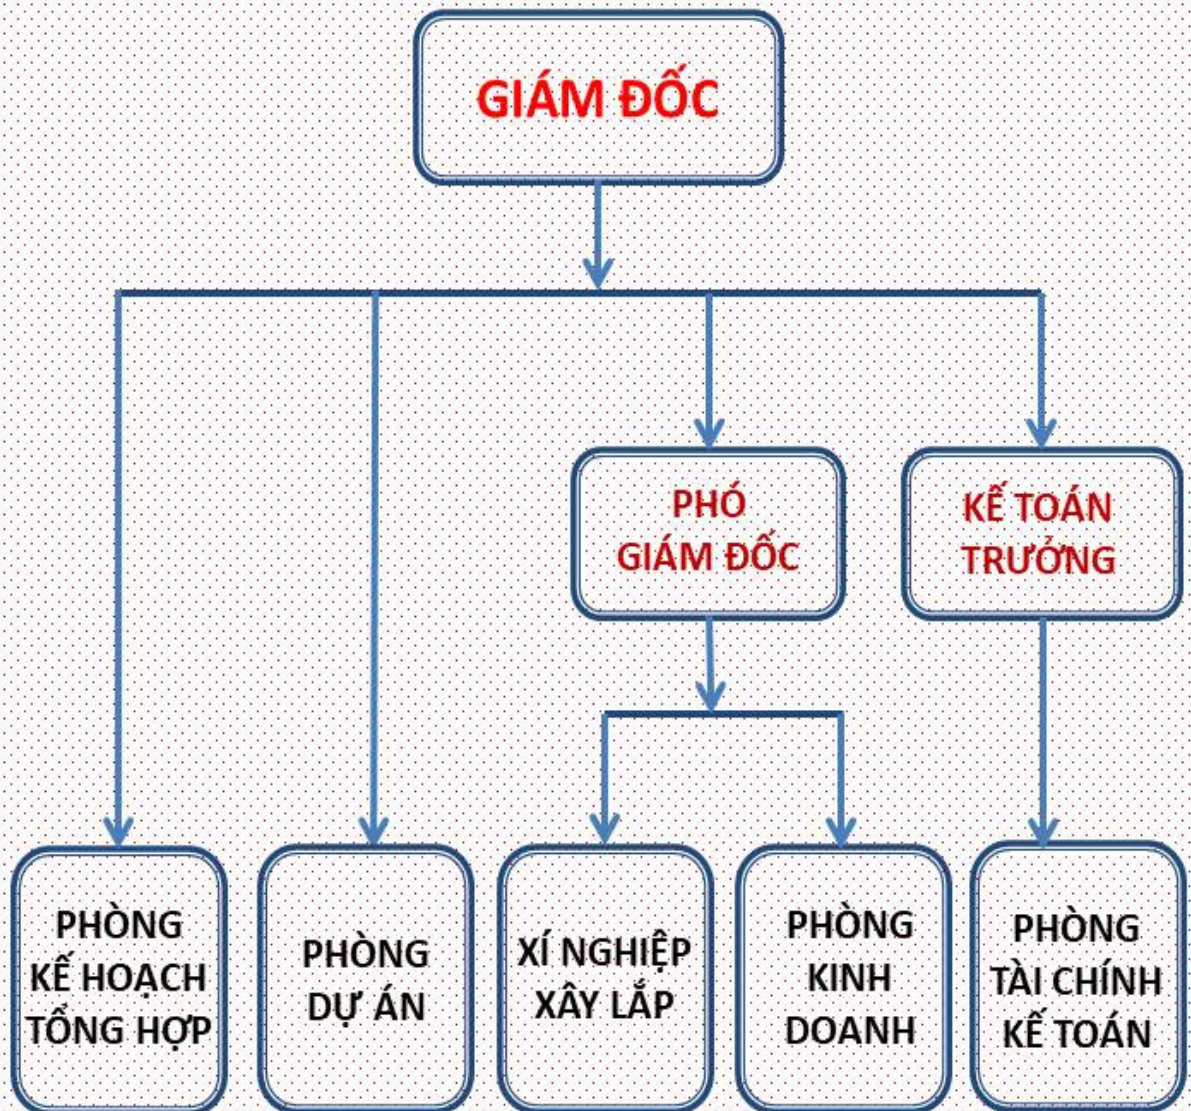 GIÁM ĐỐC
PHÓ
GIÁM ĐỐC
KẾ TOÁN
TRƯỞNG
PHÒNG
KẾ HOẠCH
TỔNG HỢP
PHÒNG
DỰ ÁN
XÍ NGHIỆP
XÂY LẮP
PHÒNG
KINH
DOANH
PHÒNG
TÀI CHÍNH
KẾ TOÁN